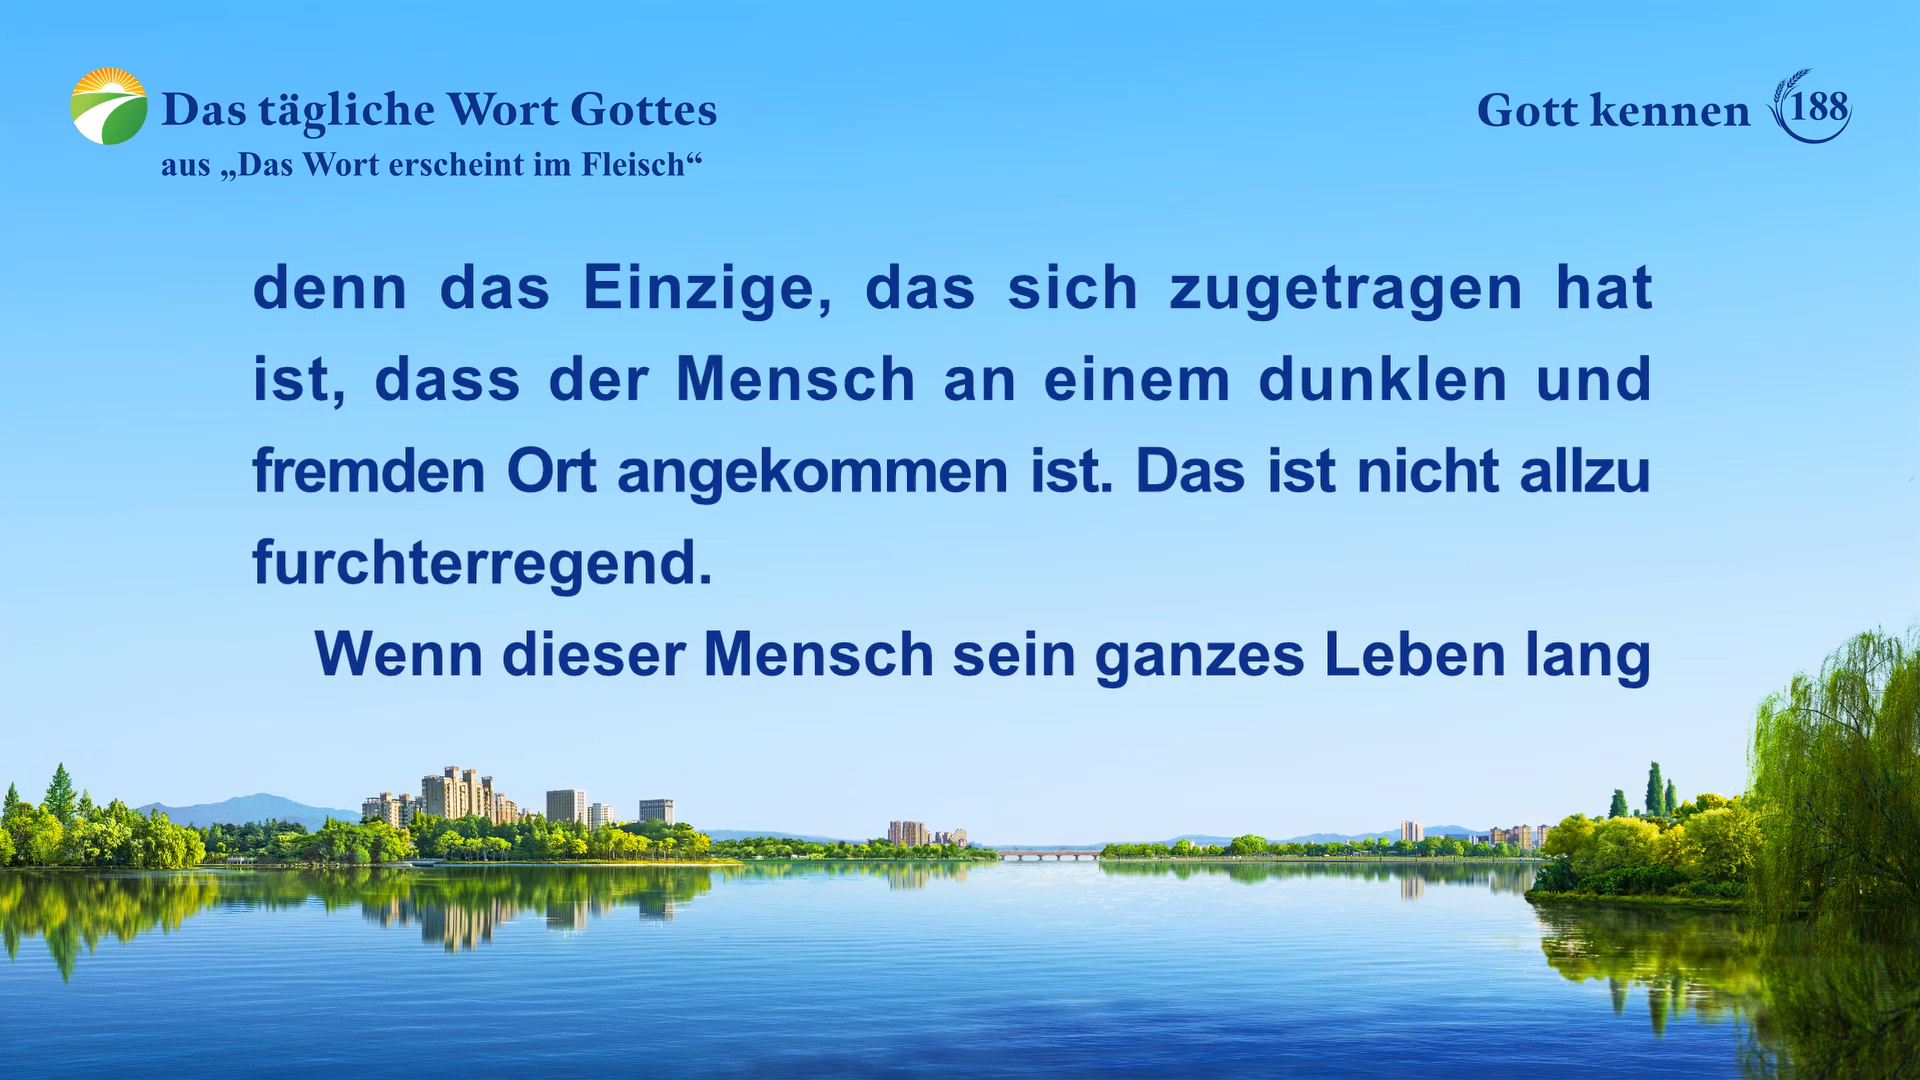 Das tägliche Wort Gottes
aus „Das Wort erscheint im Fleisch“
Gott kennen 188
denn das Einzige, das sich zugetragen hat
ist, dass der Mensch an einem dunklen und
fremden Ort angekommen ist. Das ist nicht allzu
furchterregend.
Wenn dieser Mensch sein ganzes Leben lang